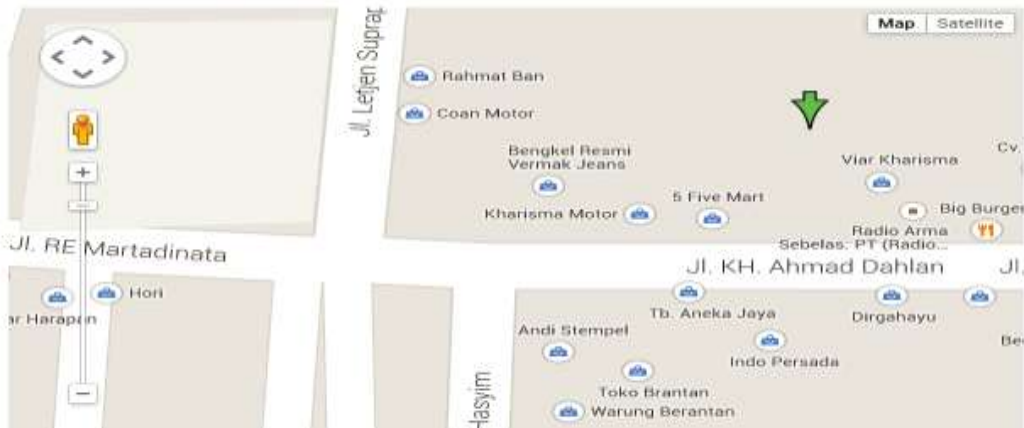 Map
Satellite
Jl. Letjen Suprap
Rahmat Ban
Coan Motor
Bengkel Resmi
Vermak Jeans
Kharisma Motor
5 Five Mart
Viar Kharisma
Cv.
Big Burger
Radio Arma
Sebelas. PT (Radio...
Jl. RE Martadinata
Jl. KH. Ahmad Dahlan
Jl.
Hori
ar Harapan
Tb. Aneka Jaya
Dirgahayu
Andi Stempel
Indo Persada
Be
Toko Brantan
Warung Berantan
Hasyim